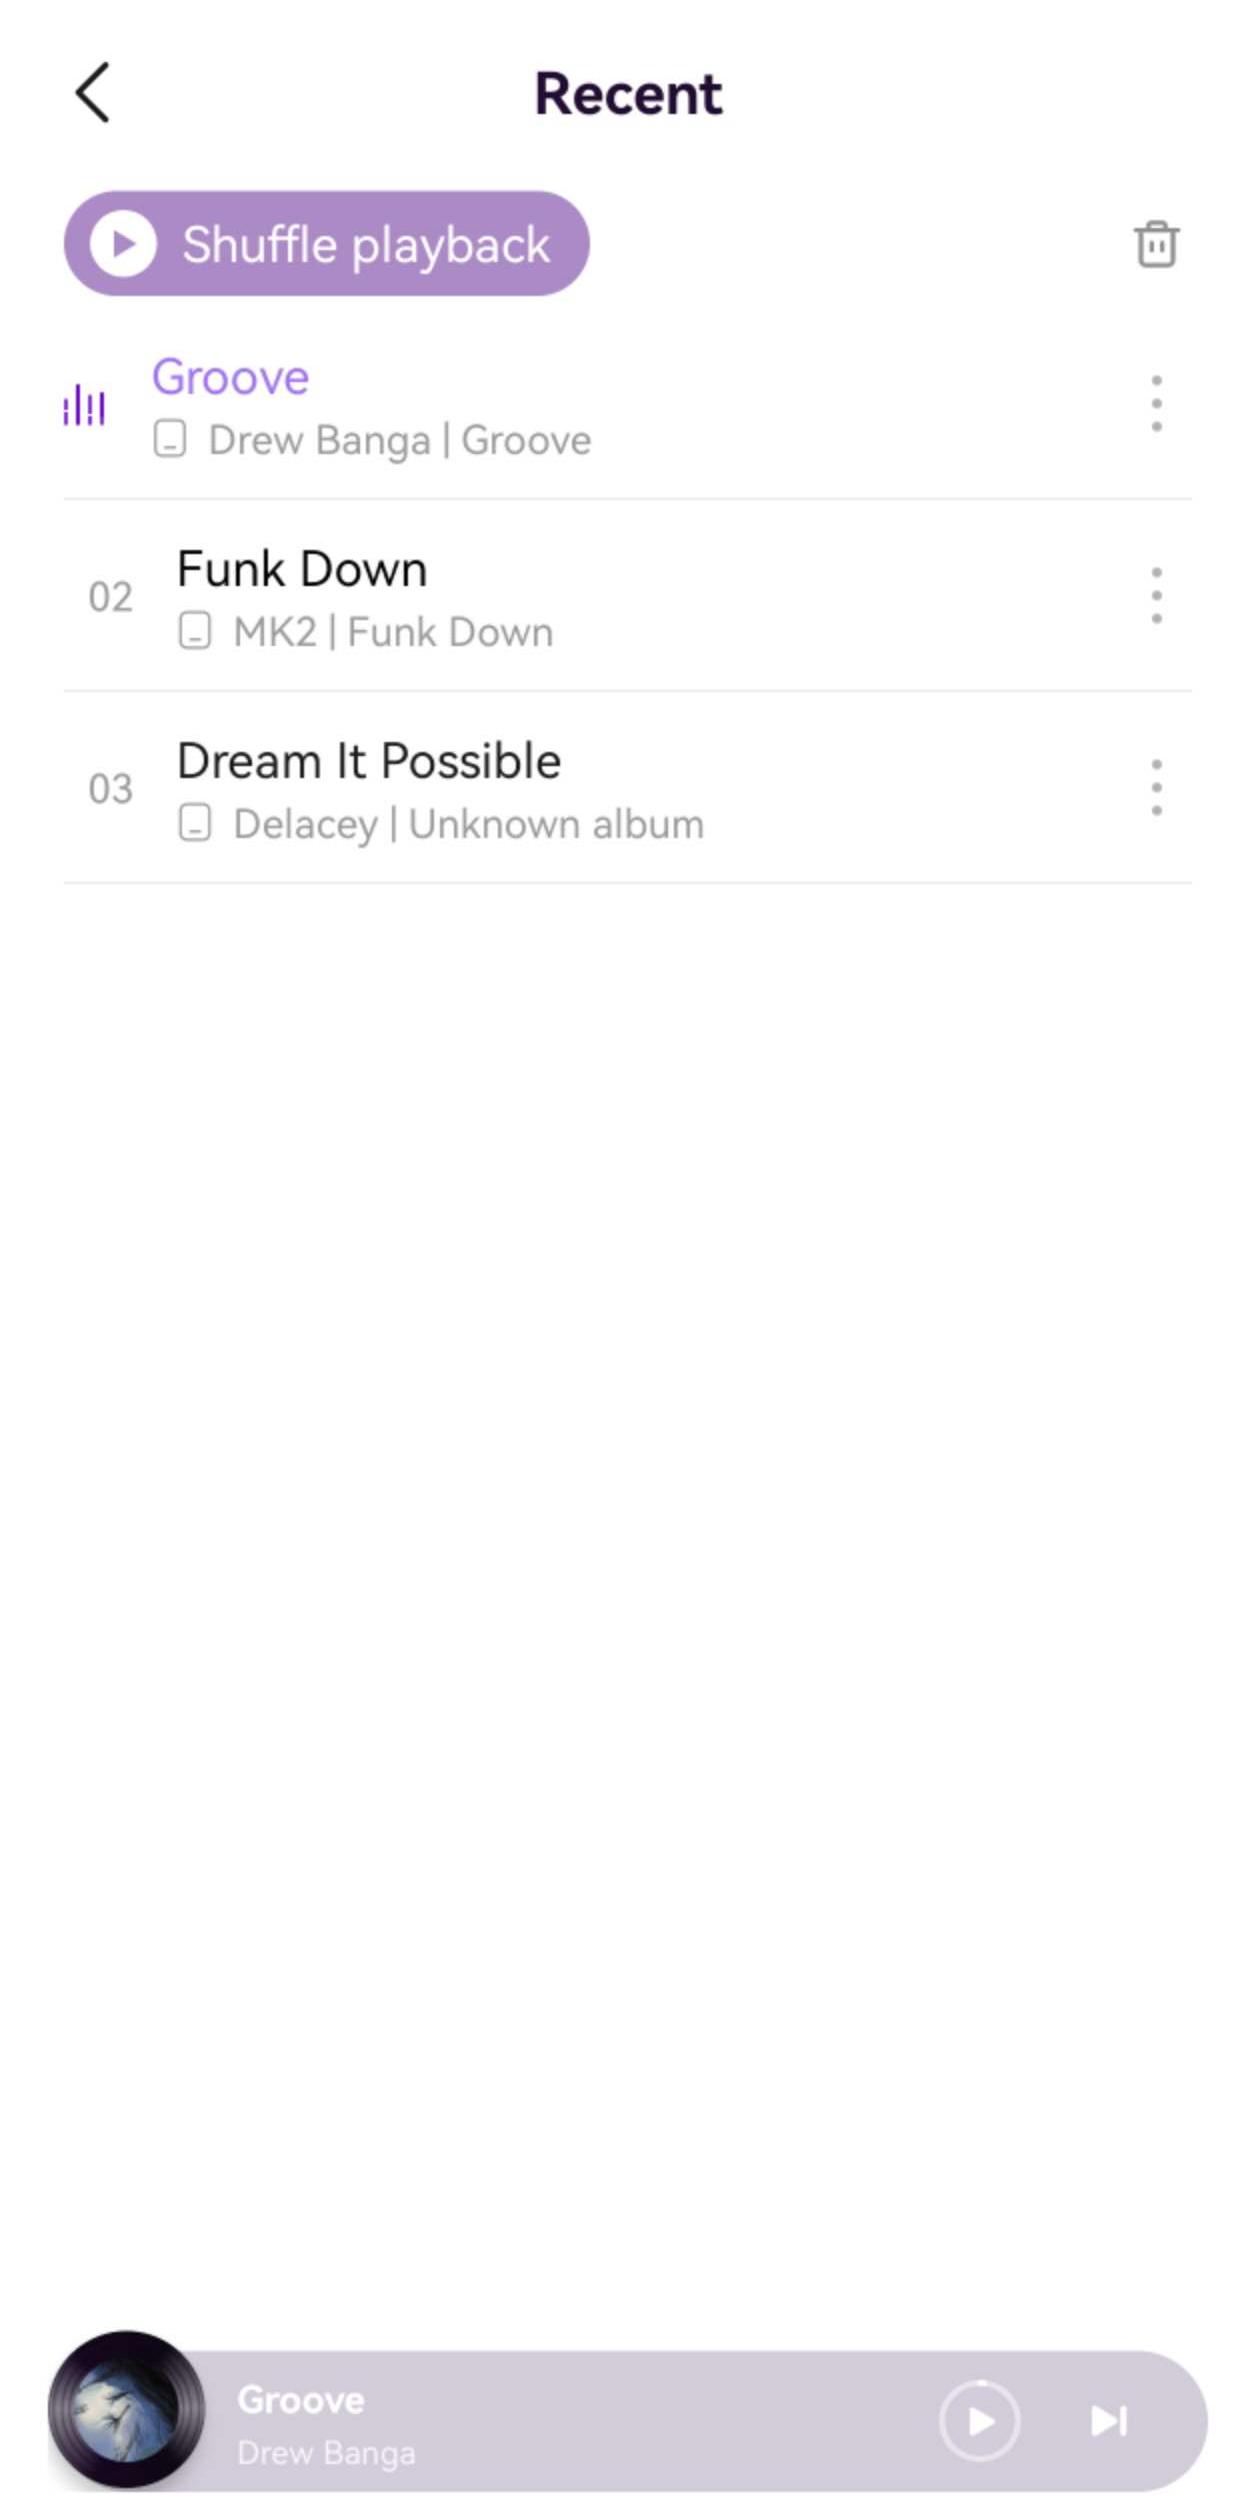 Recent
Shuffle playback
Groove
Drew Banga | Groove
02
Funk Down
MK2 | Funk Down
03
Dream It Possible
Delacey | Unknown album
Groove
Drew Banga